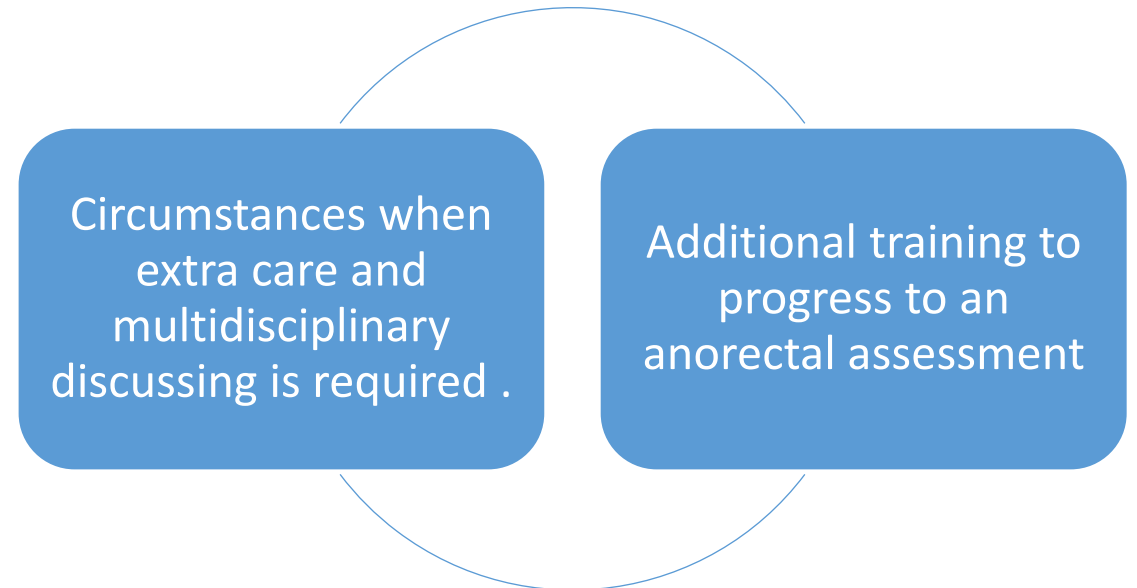 Circumstances when
extra care and
multidisciplinary
discussing is required .
Additional training to
progress to an
anorectal assessment